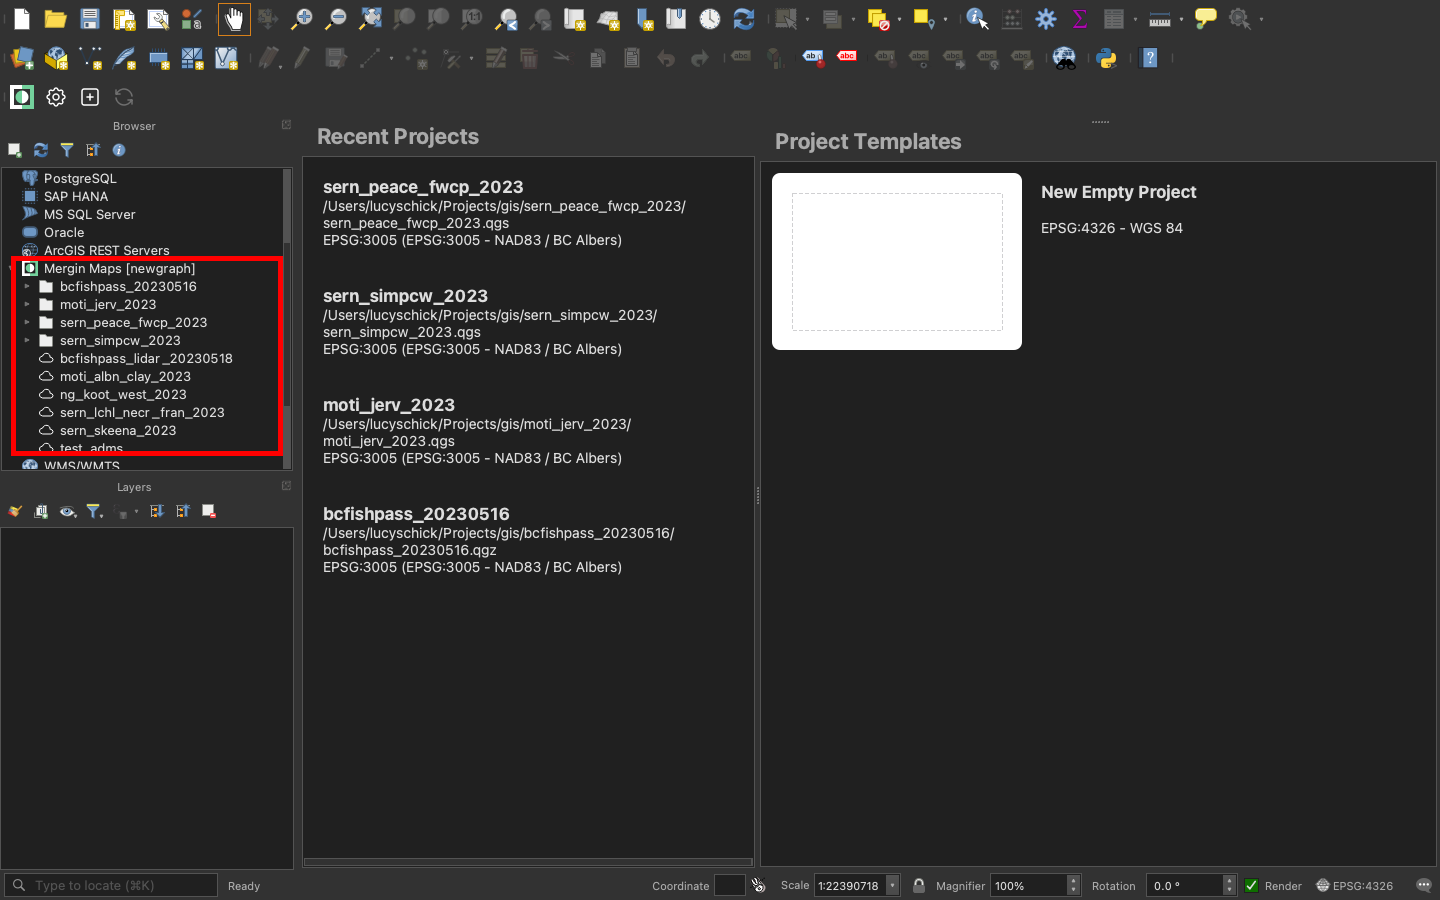 Browser
PostgreSQL
SAP HANA
MS SQL Server
Oracle
ArcGIS REST Servers
Mergin Maps [newgraph]
bcfishpass_20230516
moti_jerv_2023
sern_peace_fwcp_2023
sern_simpcw_2023
bcfishpass_lidar_20230518
moti_albn_clay_2023
ng_koot_west_2023
sern_lchl_necr_fran_2023
sern_skeena_2023
test_adms
WMS/WMTS
Layers
Recent Projects
sern_peace_fwcp_2023
/Users/lucyschick/Projects/gis/sern_peace_fwcp_2023/
sern_peace_fwcp_2023.qgs
EPSG:3005 (EPSG:3005 - NAD83 / BC Albers)
sern_simpcw_2023
/Users/lucyschick/Projects/gis/sern_simpcw_2023/
sern_simpcw_2023.qgs
EPSG:3005 (EPSG:3005 - NAD83 / BC Albers)
moti_jerv_2023
/Users/lucyschick/Projects/gis/moti_jerv_2023/
moti_jerv_2023.qgs
EPSG:3005 (EPSG:3005 - NAD83 / BC Albers)
bcfishpass_20230516
/Users/lucyschick/Projects/gis/bcfishpass_20230516/
bcfishpass_20230516.qgz
EPSG:3005 (EPSG:3005 - NAD83 / BC Albers)
Project Templates
New Empty Project
EPSG:4326 - WGS 84
Type to locate (⌘K)
Ready
Coordinate
Scale 1:22390718
Magnifier 100%
Rotation 0.0 °
Render
EPSG:4326